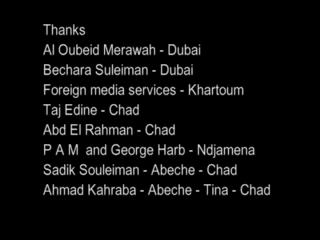 Thanks
Al Oubeid Merawah - Dubai
Bechara Suleiman - Dubai
Foreign media services - Khartoum
Taj Edine - Chad
Abd El Rahman - Chad
P A M  and George Harb - Ndjamena
Sadik Souleiman - Abeche - Chad
Ahmad Kahraba - Abeche - Tina - Chad